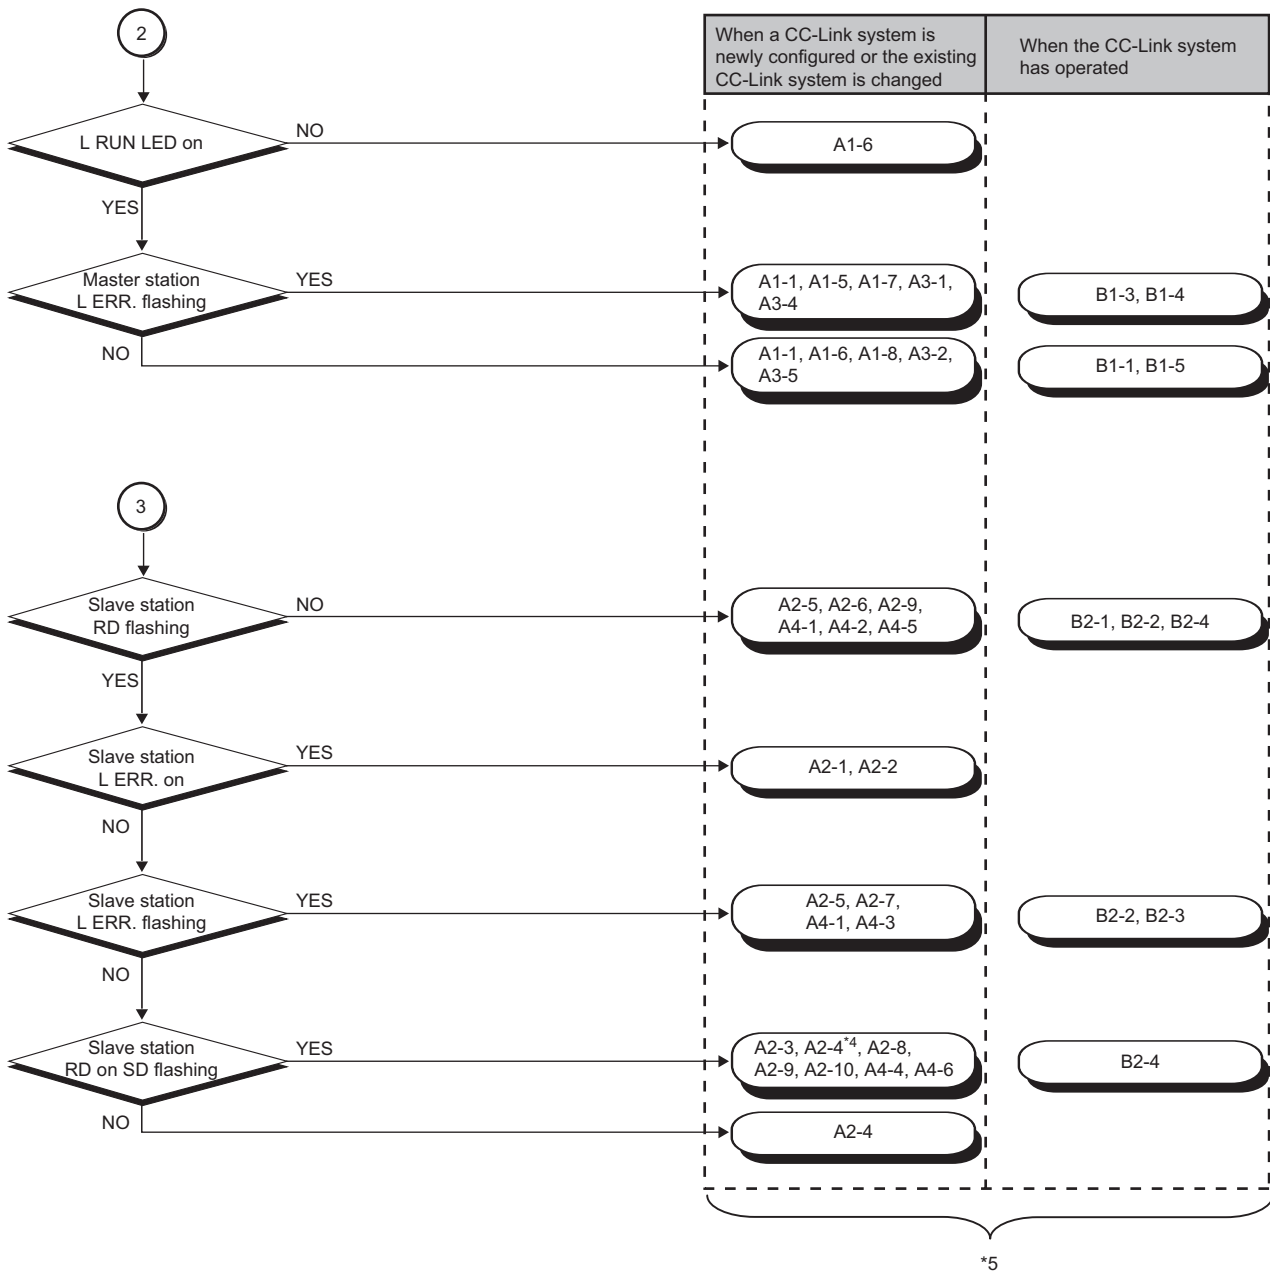 2
When a CC-Link system is
newly configured or the existing
CC-Link system is changed
When the CC-Link system
has operated
L RUN LED on
NO
A1-6
YES
Master station
L ERR. flashing
YES
A1-1, A1-5, A1-7, A3-1,
A3-4
B1-3, B1-4
NO
A1-1, A1-6, A1-8, A3-2,
A3-5
B1-1, B1-5
3
Slave station
RD flashing
NO
A2-5, A2-6, A2-9,
A4-1, A4-2, A4-5
B2-1, B2-2, B2-4
YES
Slave station
L ERR. on
YES
A2-1, A2-2
NO
Slave station
L ERR. flashing
YES
A2-5, A2-7,
A4-1, A4-3
B2-2, B2-3
NO
Slave station
RD on SD flashing
YES
A2-3, A2-4*4, A2-8,
A2-9, A2-10, A4-4, A4-6
B2-4
NO
A2-4
*5